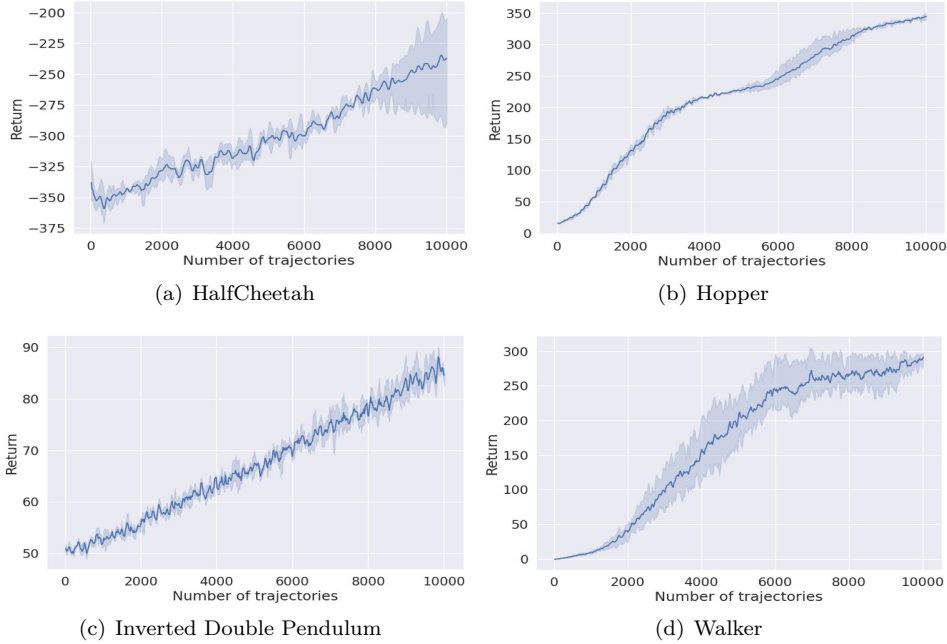 −200
−225
−250
−275
−300
−325
−350
−375
Return
0 2000 4000 6000 8000 10000
Number of trajectories
(a) HalfCheetah
350
300
250
200
150
100
50
0
Return
0 2000 4000 6000 8000 10000
Number of trajectories
(b) Hopper
90
80
70
60
50
Return
0 2000 4000 6000 8000 10000
Number of trajectories
(c) Inverted Double Pendulum
300
250
200
150
100
50
0
Return
0 2000 4000 6000 8000 10000
Number of trajectories
(d) Walker